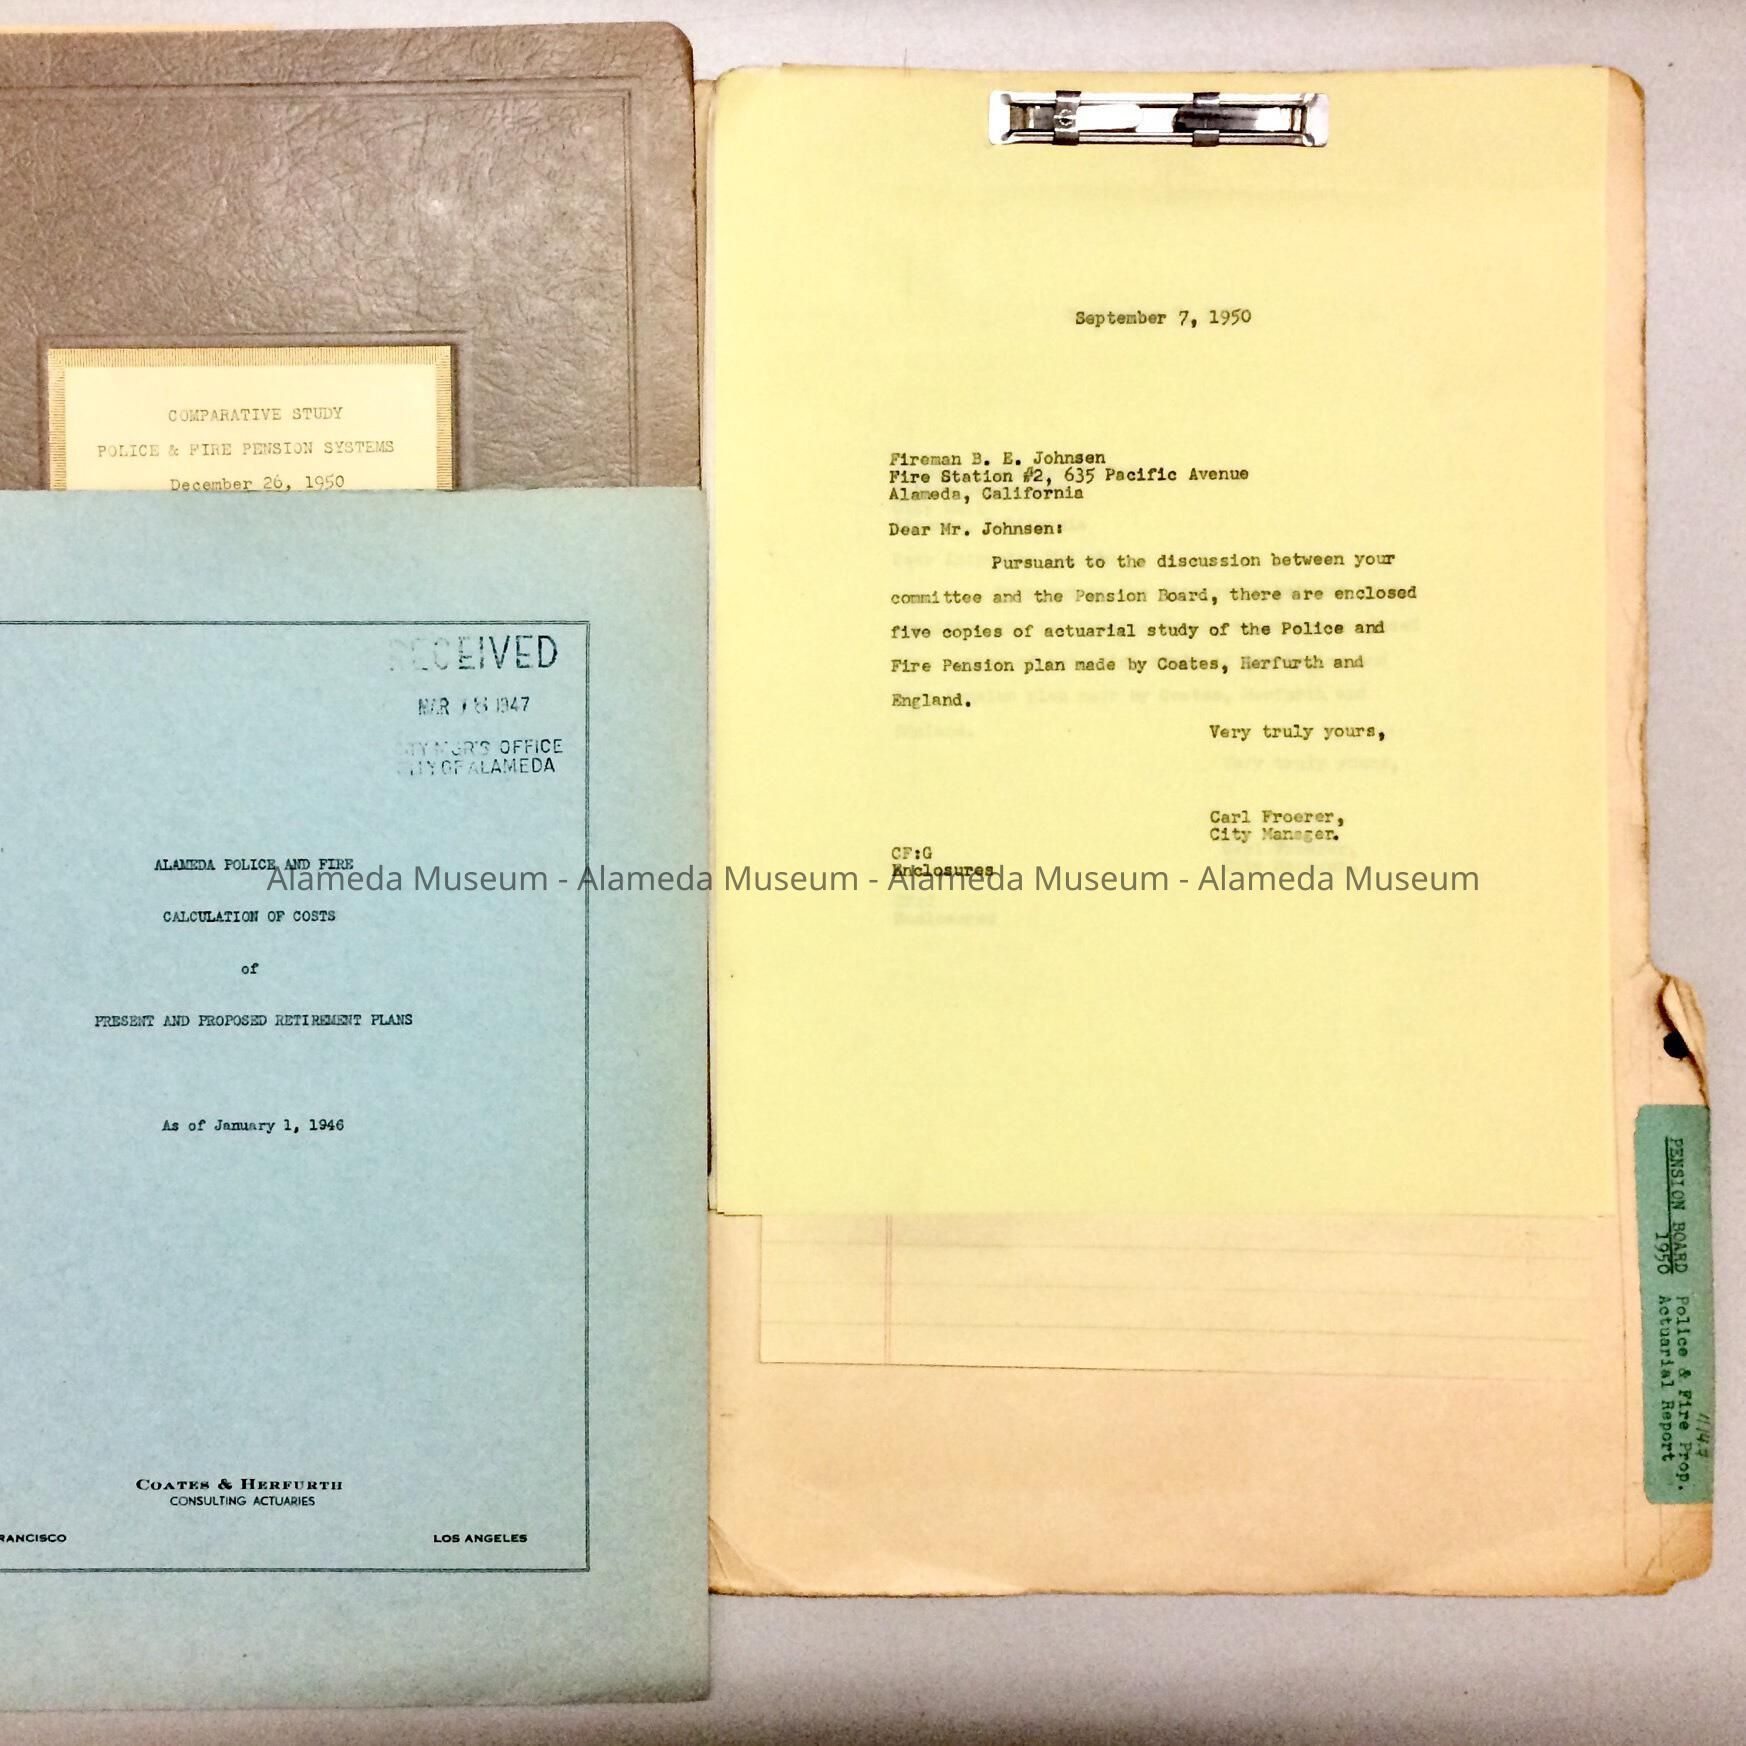 COMPARATIVE STUDY
POLICE & FIRE PENSION SYSTEMS
December 26, 1950
RECEIVED
MAR 1947
CITY M'GR'S OFFICE
CITY OF ALAMEDA
ALAMEDA POLICE AND FIRE
CALCULATION OF COSTS
of
PRESENT AND PROPOSED RETIREMENT PLANS
As of January 1, 1946
COATES & HERFURTH
CONSULTING ACTUARIES
RANCISCO LOS ANGELES
September 7, 1950
Fireman B. E. Johnsen
Fire Station #2, 635 Pacific Avenue
Alameda, California
Dear Mr. Johnsen:
Pursuant to the discussion between your
committee and the Pension Board, there are enclosed
five copies of actuarial study of the Police and
Fire Pension plan made by Coates, Herfurth and
England.
Very truly yours,
Carl Froerer,
City Manager.
CF:G
Enclosures
PENSION BOARD Police & Fire Prop.
1950 Actuarial Report
Alameda Museum - Alameda Museum - Alameda Museum - Alameda Museum